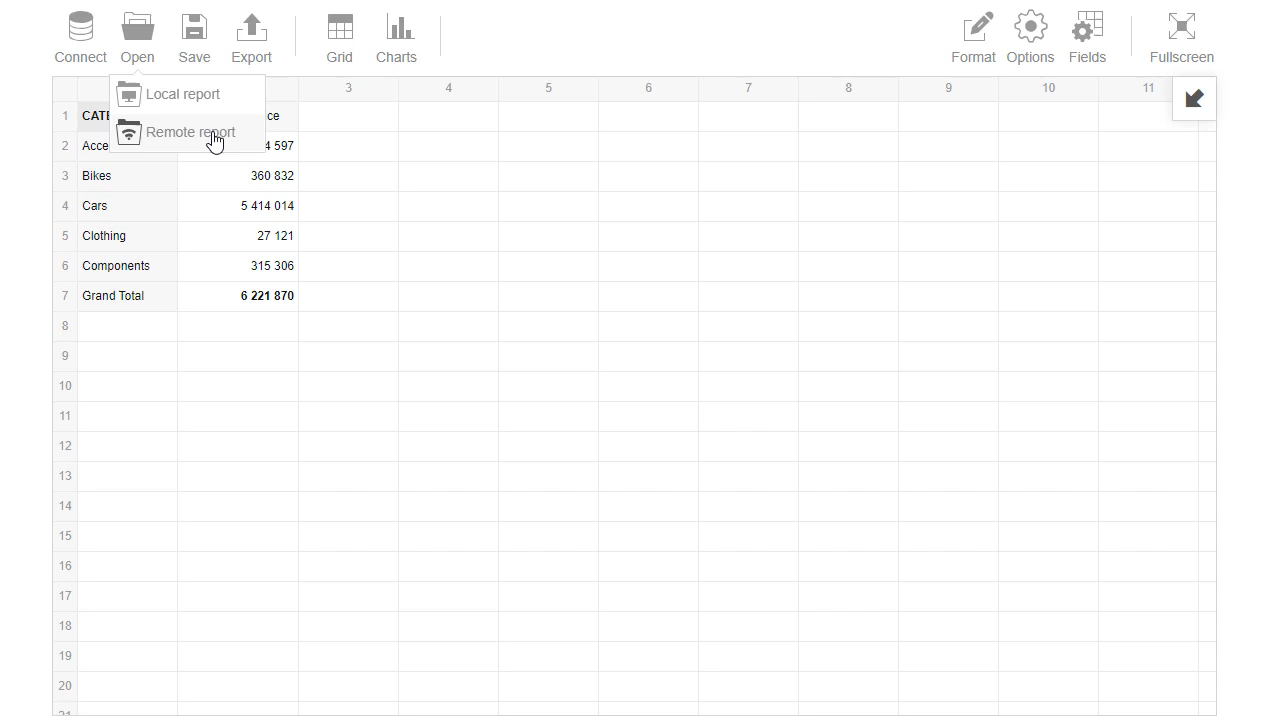 Connect Open Save Export Grid Charts Format Options Fields Fullscreen
Local report
Remote report
3 4 5 6 7 8 9 10 11
1 CATE ce
2 Acce 4 597
3 Bikes 360 832
4 Cars 5 414 014
5 Clothing 27 121
6 Components 315 306
7 Grand Total 6 221 870
8
9
10
11
12
13
14
15
16
17
18
19
20
21